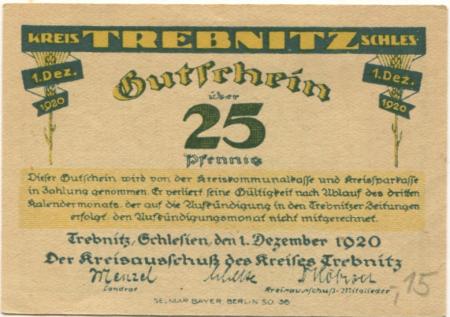 KREIS TREBNITZ SCHLES.
1. Dez. 1920
1. Dez. 1920
Gutschein
über
25
Pfennig
Dieser Gutschein wird von der Kreiskommunalkasse und Kreissparkasse
in Zahlung genommen. Er verliert seine Gültigkeit nach Ablauf des dritten
Kalendermonats, der auf die Aufkündigung in den Trebnitzer Zeitungen
erfolgt, den Aufkündigungsmonat nicht mitgerechnet.
Trebnitz, Schlesien, den 1. Dezember 1920
Der Kreisausschuß des Kreises Trebnitz
Menzel
Landrat
Kreisausschuß-Mitglieder
SELMAR BAYER, BERLIN SO. 36
-,15